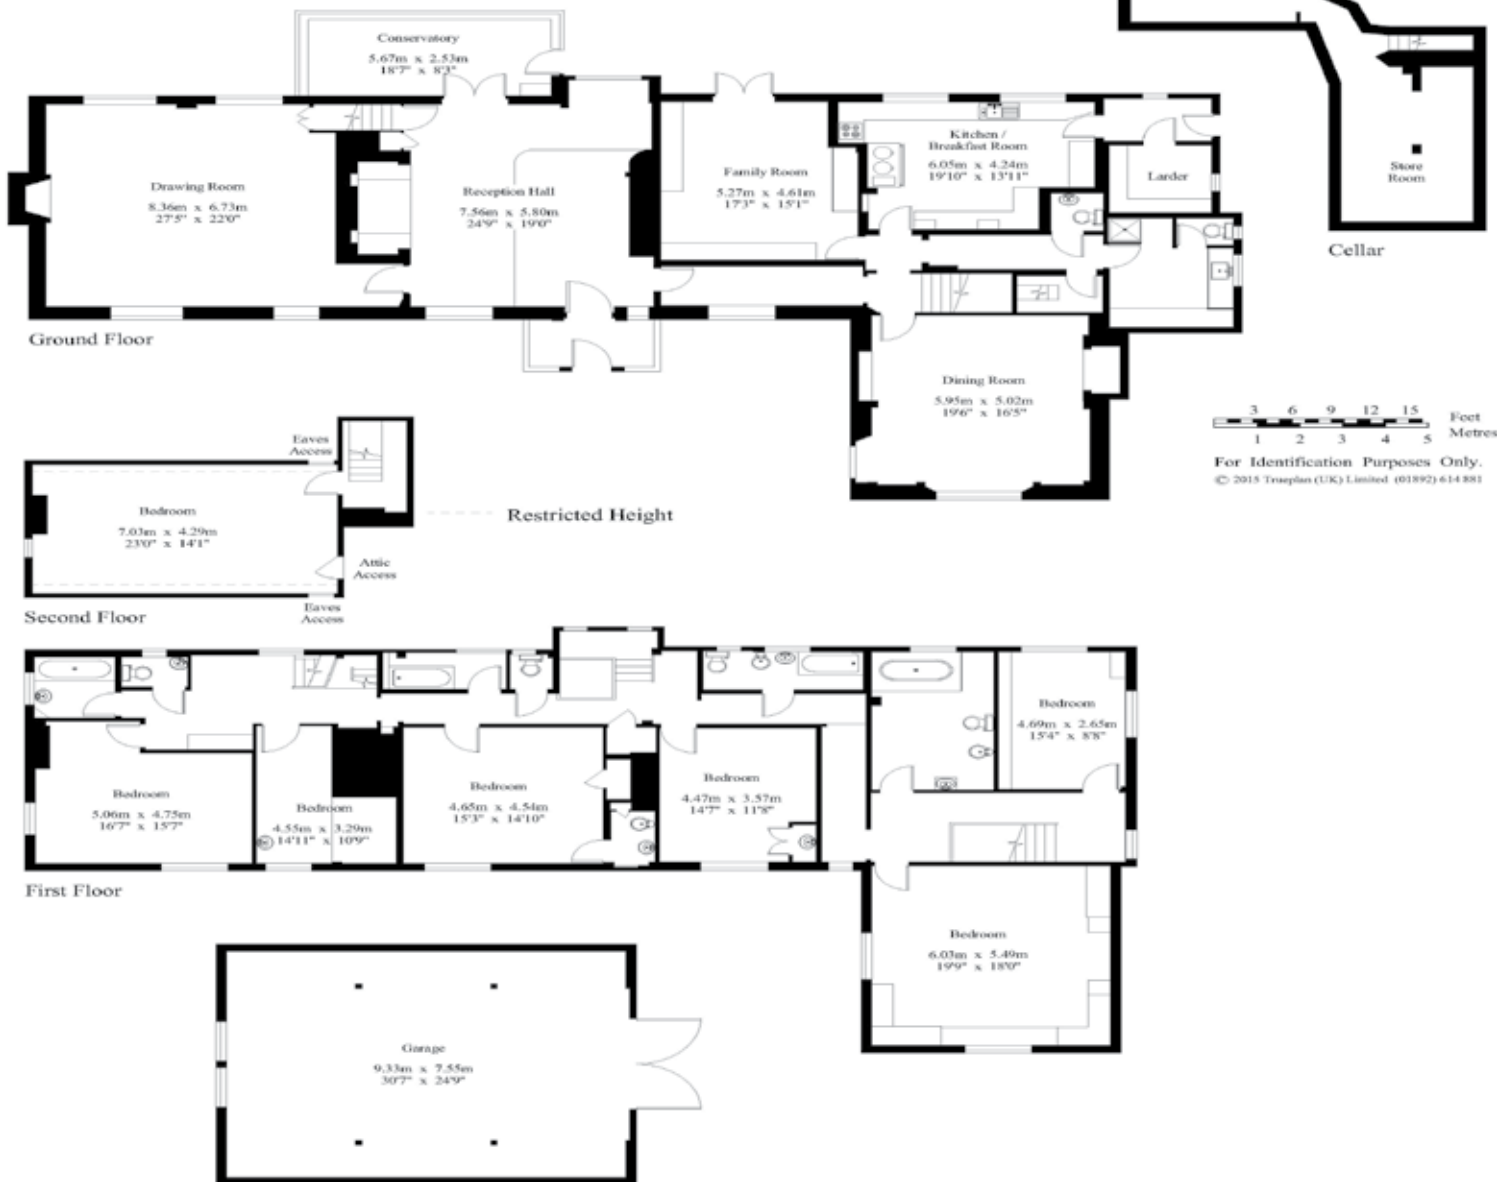 Conservatory
5.67m x 2.53m
18'7" x 8'3"
Drawing Room
8.36m x 6.73m
27'5" x 22'0"
Reception Hall
7.56m x 5.80m
24'9" x 19'0"
Family Room
5.27m x 4.61m
17'3" x 15'1"
Kitchen /
Breakfast Room
6.05m x 4.24m
19'10" x 13'11"
Larder
Store
Room
Cellar
Ground Floor
Dining Room
5.95m x 5.02m
19'6" x 16'5"
3 6 9 12 15 Feet
1 2 3 4 5 Metres
For Identification Purposes Only.
© 2015 Trueplan (UK) Limited (01892) 614 881
Eaves
Access
Bedroom
7.03m x 4.29m
23'0" x 14'1"
Restricted Height
Attic
Access
Eaves
Access
Second Floor
Bedroom
5.06m x 4.75m
16'7" x 15'7"
Bedroom
4.55m x 3.29m
14'11" x 10'9"
Bedroom
4.65m x 4.54m
15'3" x 14'10"
Bedroom
4.47m x 3.57m
14'7" x 11'8"
Bedroom
4.69m x 2.65m
15'4" x 8'8"
First Floor
Bedroom
6.03m x 5.49m
19'9" x 18'0"
Garage
9.33m x 7.55m
30'7" x 24'9"